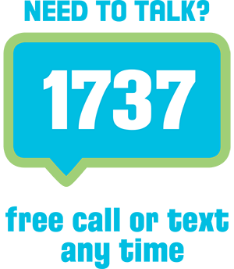 NEED TO TALK?
1737
free call or text
any time